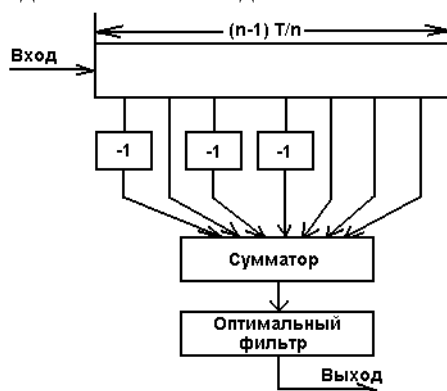 (n-1) T/n
Вход
-1
-1
-1
Сумматор
Оптимальный
фильтр
Выход